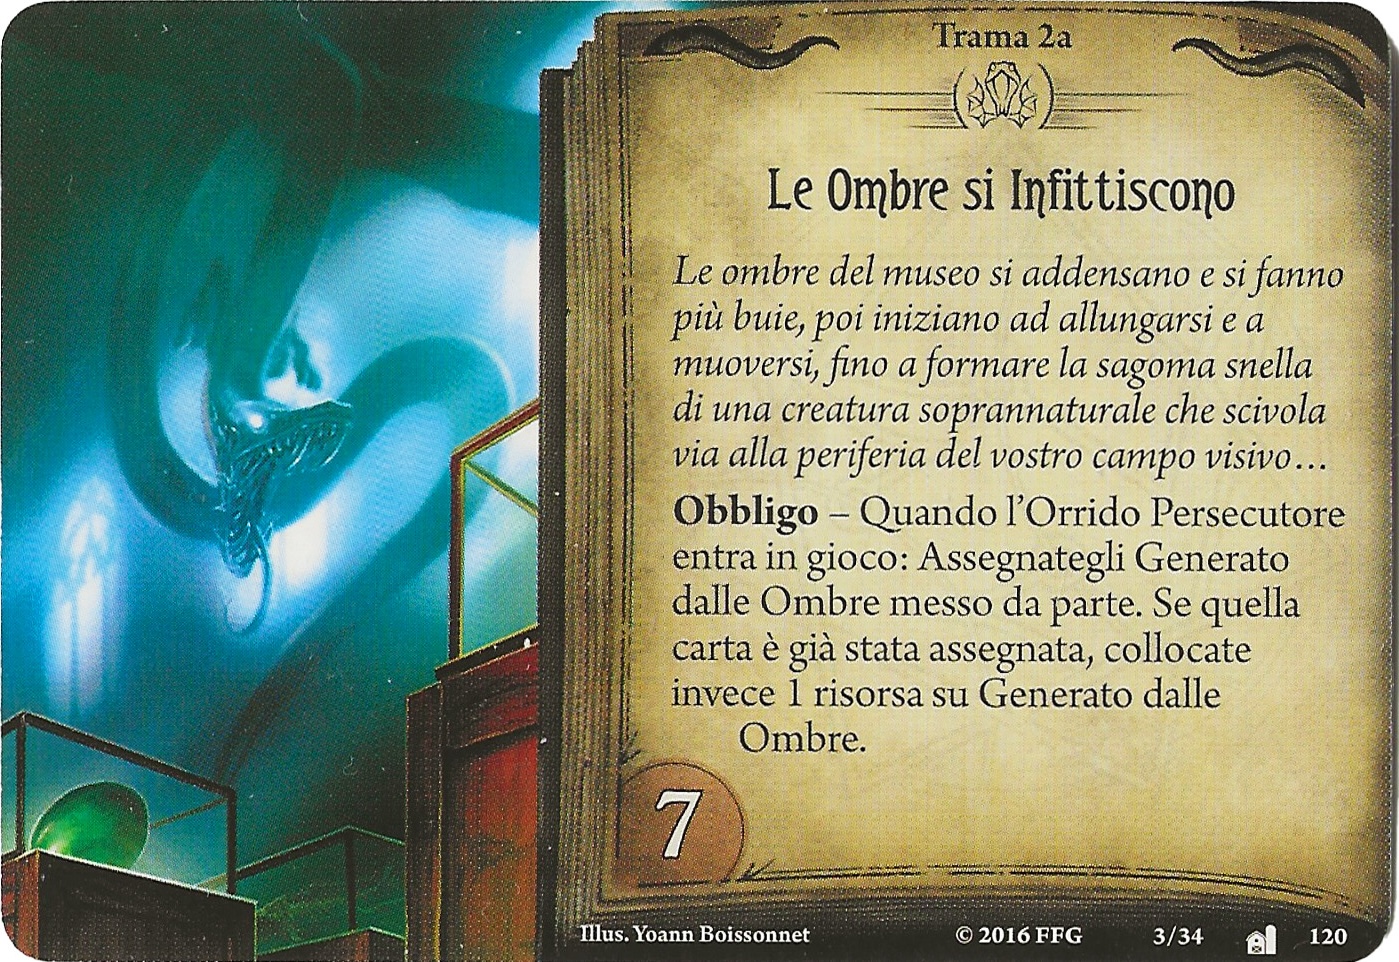 Trama 2a
Le Ombre si Infittiscono
Le ombre del museo si addensano e si fanno
più buie, poi iniziano ad allungarsi e a
muoversi, fino a formare la sagoma snella
di una creatura soprannaturale che scivola
via alla periferia del vostro campo visivo…
Obbligo – Quando l'Orrido Persecutore
entra in gioco: Assegnategli Generato
dalle Ombre messo da parte. Se quella
carta è già stata assegnata, collocate
invece 1 risorsa su Generato dalle
Ombre.
7
Illus. Yoann Boissonnet © 2016 FFG 3/34 120